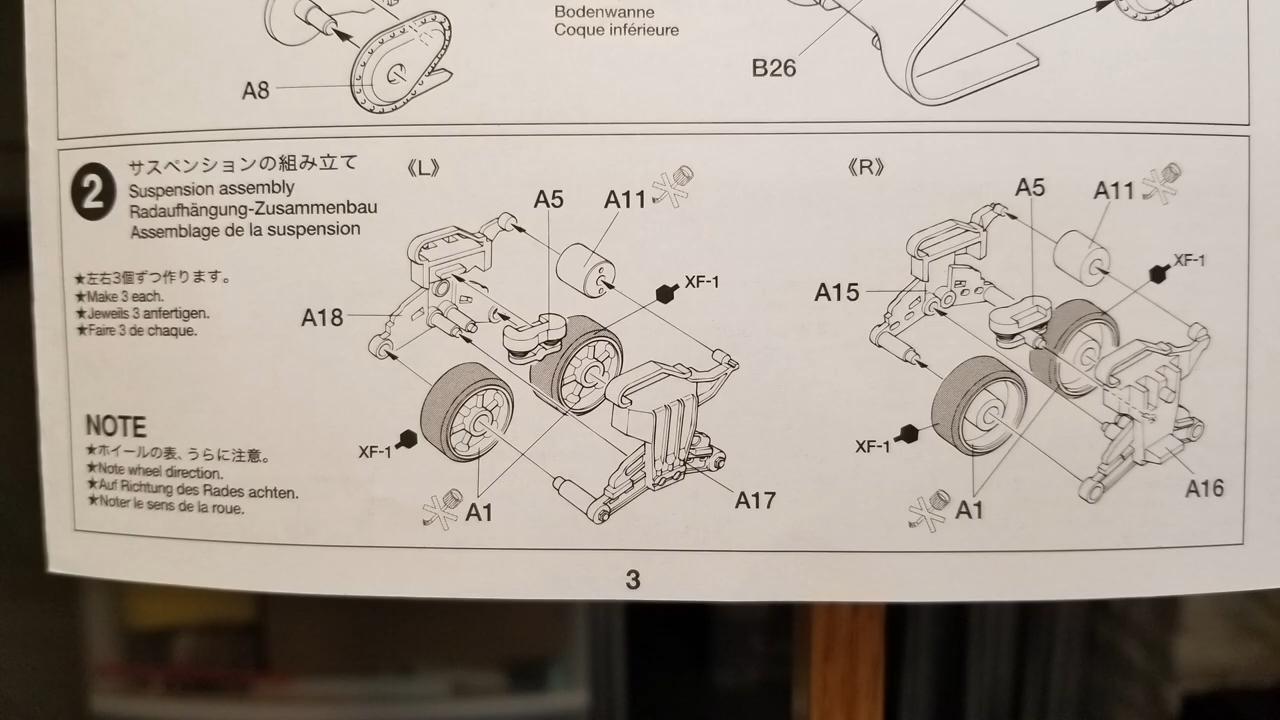 Bodenwanne
Coque inférieure
A8
B26
2
サスペンションの組み立て
Suspension assembly
Radaufhängung-Zusammenbau
Assemblage de la suspension
★左右3個ずつ作ります。
★Make 3 each.
★Jeweils 3 anfertigen.
★Faire 3 de chaque.
NOTE
★ホイールの表、うらに注意。
★Note wheel direction.
★Auf Richtung des Rades achten.
★Noter le sens de la roue.
《L》
A5
A11
XF-1
A18
XF-1
A1
A17
《R》
A5
A11
XF-1
A15
XF-1
A1
A16
3